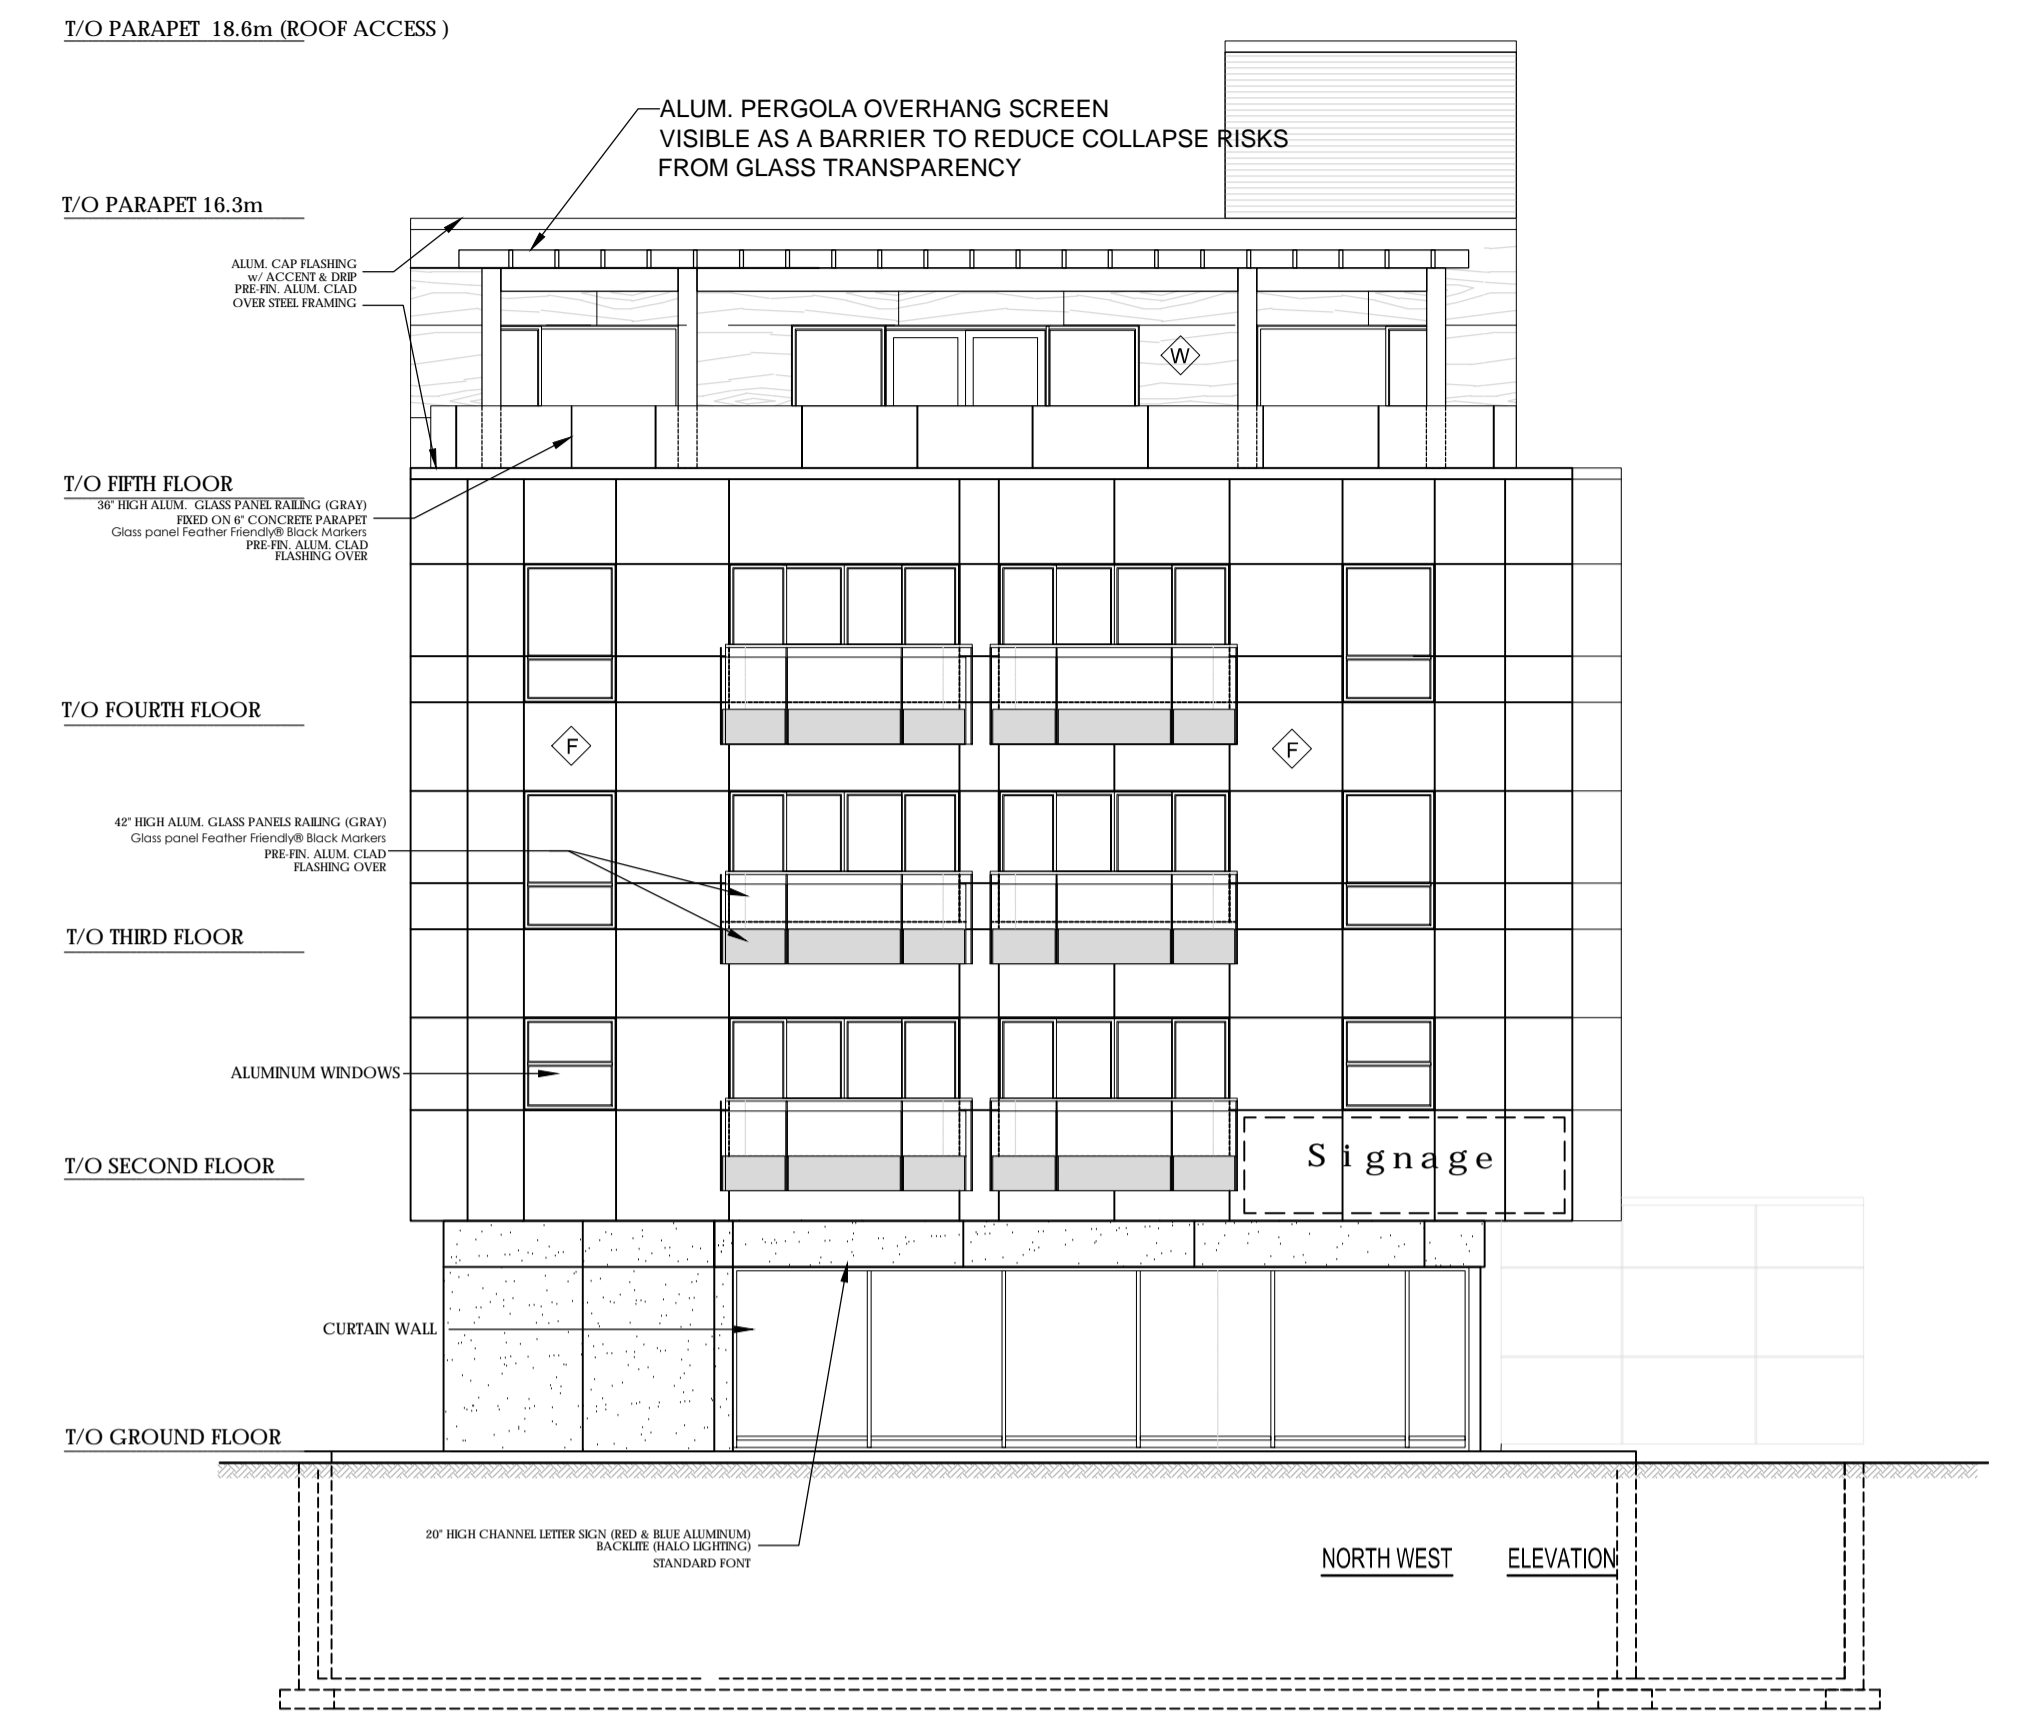 T/O PARAPET 18.6m (ROOF ACCESS )
ALUM. PERGOLA OVERHANG SCREEN
VISIBLE AS A BARRIER TO REDUCE COLLAPSE RISKS
FROM GLASS TRANSPARENCY
T/O PARAPET 16.3m
ALUM. CAP FLASHING
w/ ACCENT & DRIP
PRE-FIN. ALUM. CLAD
OVER STEEL FRAMING
W
T/O FIFTH FLOOR
36" HIGH ALUM. GLASS PANEL RAILING (GRAY)
FIXED ON 6" CONCRETE PARAPET
Glass panel Feather Friendly® Black Markers
PRE-FIN. ALUM. CLAD
FLASHING OVER
T/O FOURTH FLOOR
F
F
42" HIGH ALUM. GLASS PANELS RAILING (GRAY)
Glass panel Feather Friendly® Black Markers
PRE-FIN. ALUM. CLAD
FLASHING OVER
T/O THIRD FLOOR
ALUMINUM WINDOWS
T/O SECOND FLOOR
Signage
CURTAIN WALL
T/O GROUND FLOOR
20" HIGH CHANNEL LETTER SIGN (RED & BLUE ALUMINUM)
BACKLITE (HALO LIGHTING)
STANDARD FONT
NORTH WEST ELEVATION